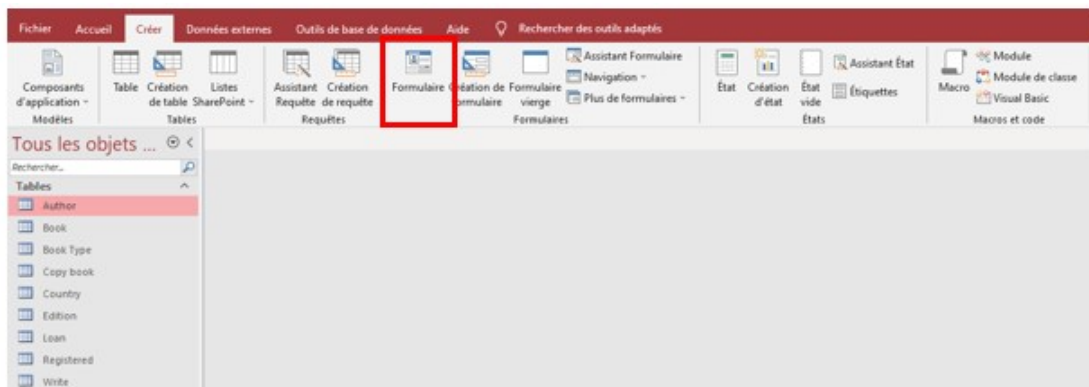 Fichier Accueil Créer Données externes Outils de base de données Aide Rechercher des outils adaptés
Composants d'application
Table
Création de table
Listes SharePoint
Assistant Requête
Création de requête
Formulaire
Création de formulaire
Formulaire vierge
Assistant Formulaire
Navigation
Plus de formulaires
État
Création d'état
État vide
Assistant État
Étiquettes
Macro
Module
Module de classe
Visual Basic
Modèles Tables Requêtes Formulaires États Macros et code
Tous les objets ...
Rechercher...
Tables
Author
Book
Book Type
Copy book
Country
Edition
Loan
Registered
Write